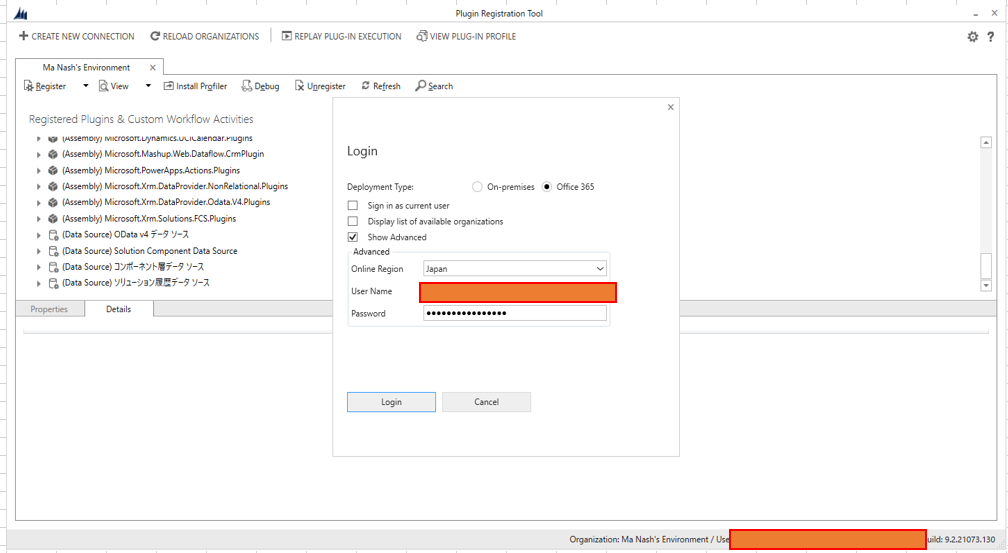 Plugin Registration Tool
CREATE NEW CONNECTION RELOAD ORGANIZATIONS REPLAY PLUG-IN EXECUTION VIEW PLUG-IN PROFILE ?
Ma Nash's Environment ×
Register View Install Profiler Debug Unregister Refresh Search
Registered Plugins & Custom Workflow Activities
(Assembly) Microsoft.Dynamics.UCICalendar.Plugins
(Assembly) Microsoft.Mashup.Web.Dataflow.CrmPlugin
(Assembly) Microsoft.PowerApps.Actions.Plugins
(Assembly) Microsoft.Xrm.DataProvider.NonRelational.Plugins
(Assembly) Microsoft.Xrm.DataProvider.Odata.V4.Plugins
(Assembly) Microsoft.Xrm.Solutions.FCS.Plugins
(Data Source) OData v4 データ ソース
(Data Source) Solution Component Data Source
(Data Source) コンポーネント層データ ソース
(Data Source) ソリューション履歴データ ソース
Properties Details
Login
Deployment Type: On-premises Office 365
Sign in as current user
Display list of available organizations
Show Advanced
Advanced
Online Region Japan
User Name
Password ●●●●●●●●●●●●●●●●
Login Cancel
Organization: Ma Nash's Environment / Use uild: 9.2.21073.130